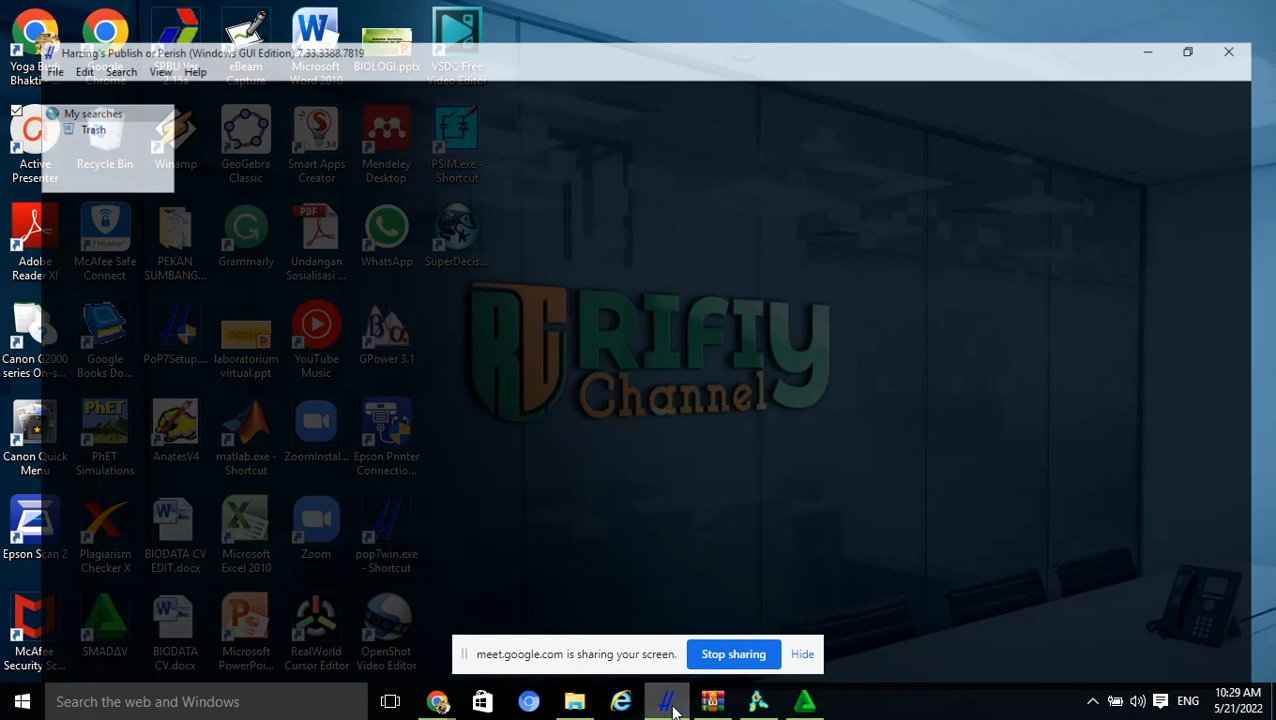 Harzing's Publish or Perish (Windows GUI Edition) 7.33.3388.7819
File Edit Search View Help
My searches
Trash
Yoga Budi
Bhakti
Google
Chrome
SPBU Ver
2.15a
eBeam
Capture
Microsoft
Word 2010
BIOLOGI.pptx
VSDC Free
Video Editor
Active
Presenter
Recycle Bin
Winamp
GeoGebra
Classic
Smart Apps
Creator
Mendeley
Desktop
PSIM.exe -
Shortcut
Adobe
Reader XI
McAfee Safe
Connect
PEKAN
SUMBANG...
Grammarly
Undangan
Sosialisasi ...
WhatsApp
SuperDecis...
Canon G2000
series On-s...
Google
Books Do...
PoP7Setup....
laboratorium
virtual.ppt
YouTube
Music
GPower 3.1
Canon Quick
Menu
PhET
PhET
Simulations
AnatesV4
matlab.exe -
Shortcut
ZoomInstal...
Epson Printer
Connectio...
Epson Scan 2
Plagiarism
Checker X
BIODATA CV
EDIT.docx
Microsoft
Excel 2010
Zoom
pop7win.exe
- Shortcut
McAfee
Security Sc...
SMADΔV
BIODATA
CV.docx
Microsoft
PowerPoi...
RealWorld
Cursor Editor
OpenShot
Video Editor
RIFIY
Channel
meet.google.com is sharing your screen. Stop sharing Hide
Search the web and Windows
ENG
10:29 AM
5/21/2022